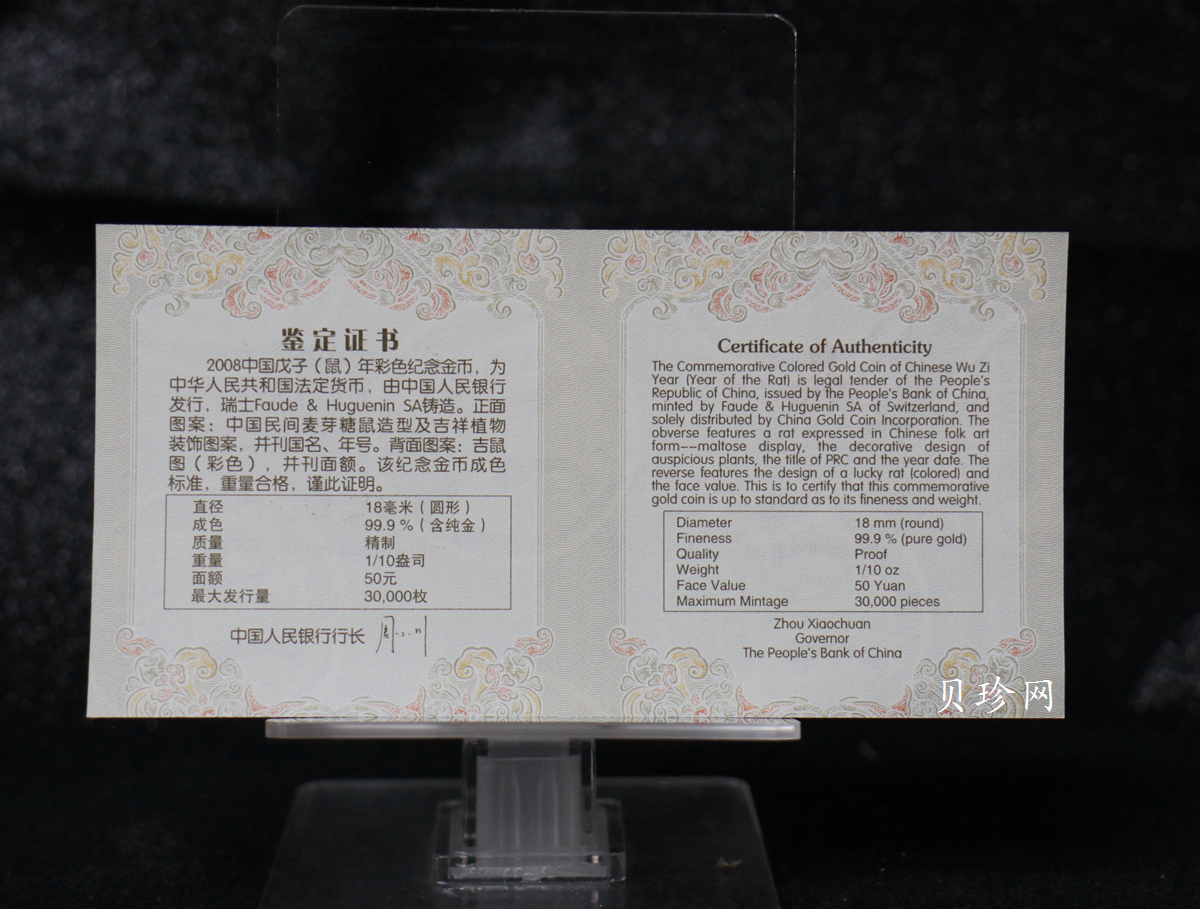 鉴定证书
2008中国戊子（鼠）年彩色纪念金币，为
中华人民共和国法定货币，由中国人民银行
发行，瑞士Faude & Huguenin SA铸造。正面
图案：中国民间麦芽糖鼠造型及吉祥植物
装饰图案，并刊国名、年号。背面图案：吉鼠
图（彩色），并刊面额。该纪念金币成色
标准，重量合格，谨此证明。
直径 18毫米（圆形）
成色 99.9 %（含纯金）
质量 精制
重量 1/10盎司
面额 50元
最大发行量 30,000枚
中国人民银行行长
Certificate of Authenticity
The Commemorative Colored Gold Coin of Chinese Wu Zi
Year (Year of the Rat) is legal tender of the People's
Republic of China, issued by the People's Bank of China,
minted by Faude & Huguenin SA of Switzerland, and
solely distributed by China Gold Coin Incorporation. The
obverse features a rat expressed in Chinese folk art
form--maltose display, the decorative design of
auspicious plants, the title of PRC and the year date. The
reverse features the design of a lucky rat (colored) and
the face value. This is to certify that this commemorative
gold coin is up to standard as to its fineness and weight.
Diameter 18 mm (round)
Fineness 99.9 % (pure gold)
Quality Proof
Weight 1/10 oz
Face Value 50 Yuan
Maximum Mintage 30,000 pieces
Zhou Xiaochuan
Governor
The People's Bank of China
贝珍网